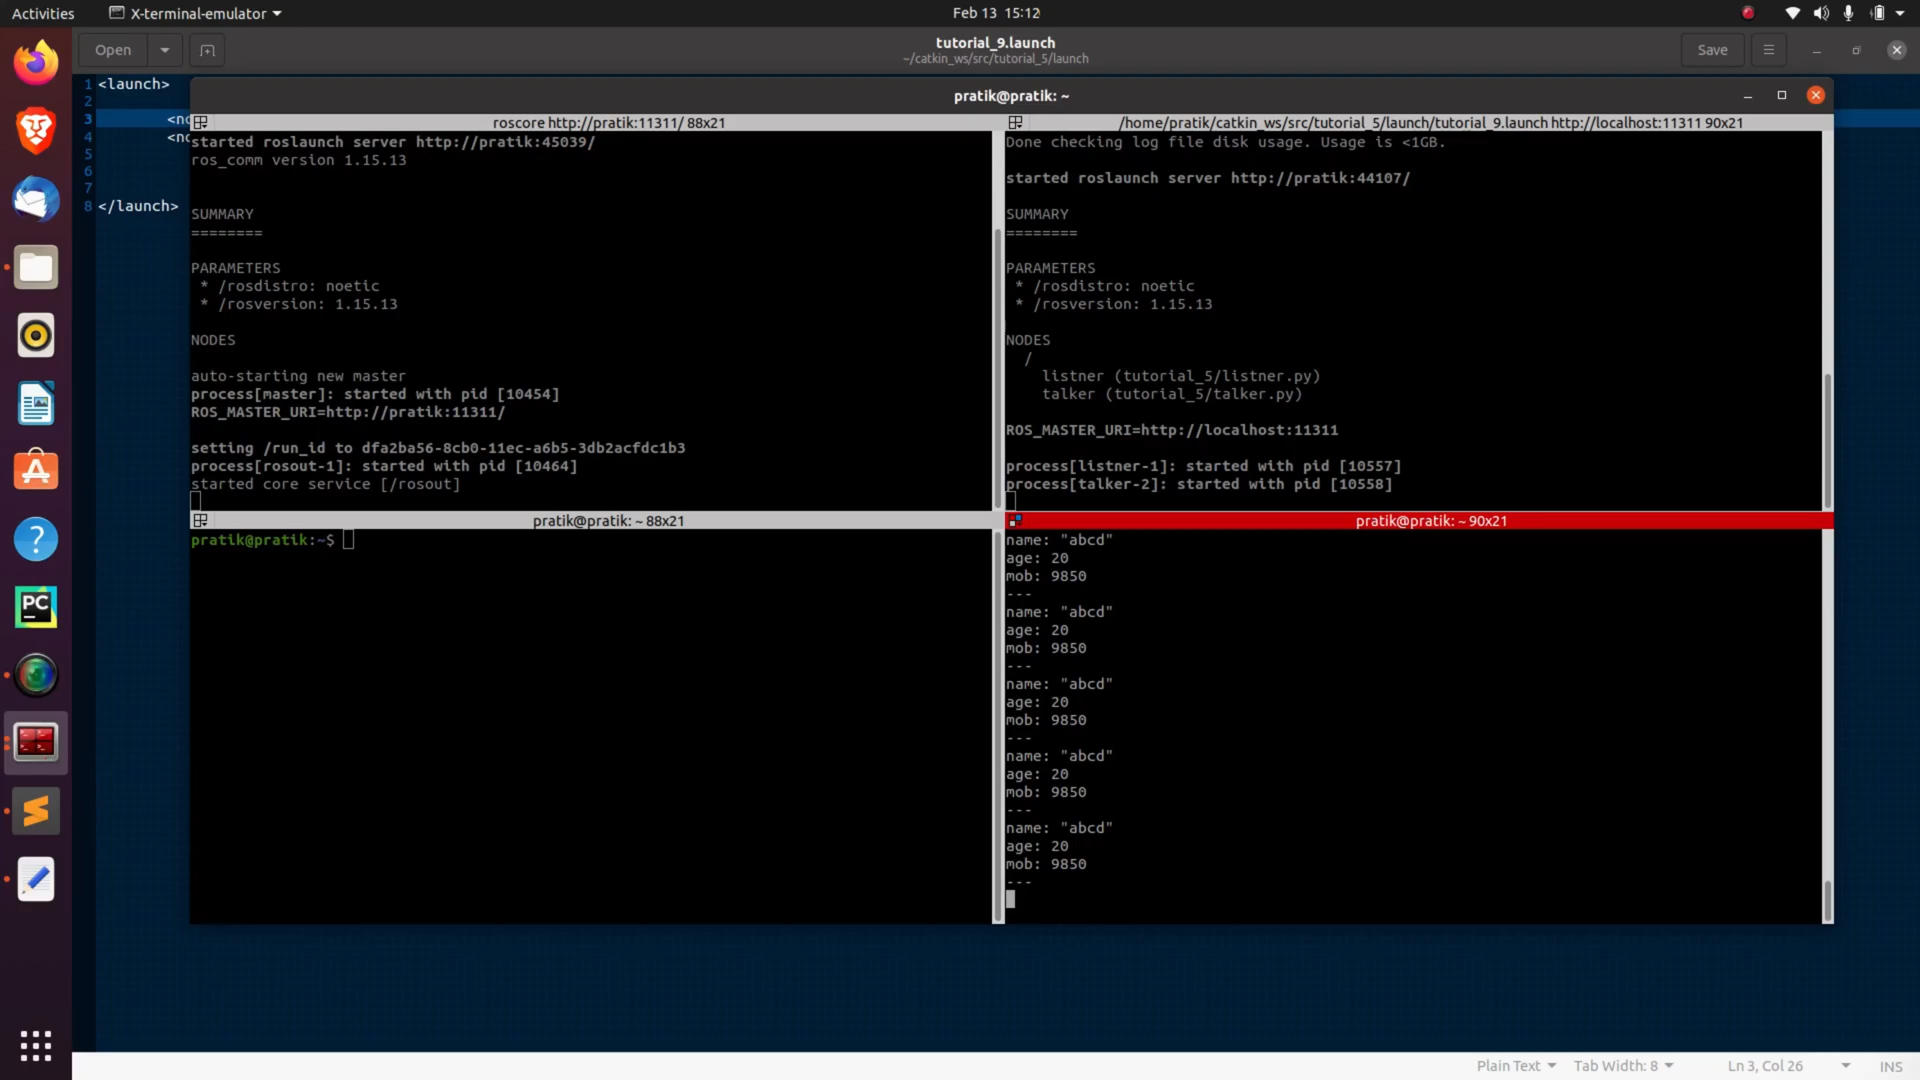 Activities
X-terminal-emulator
Feb 13 15:12
Open
tutorial_9.launch
~/catkin_ws/src/tutorial_5/launch
Save
1 <launch>
2
3 <no
4 <no
5
6
7
8 </launch>
pratik@pratik: ~
roscore http://pratik:11311/ 88x21
started roslaunch server http://pratik:45039/
ros_comm version 1.15.13
SUMMARY
========
PARAMETERS
* /rosdistro: noetic
* /rosversion: 1.15.13
NODES
auto-starting new master
process[master]: started with pid [10454]
ROS_MASTER_URI=http://pratik:11311/
setting /run_id to dfa2ba56-8cb0-11ec-a6b5-3db2acfdc1b3
process[rosout-1]: started with pid [10464]
started core service [/rosout]
/home/pratik/catkin_ws/src/tutorial_5/launch/tutorial_9.launch http://localhost:11311 90x21
Done checking log file disk usage. Usage is <1GB.
started roslaunch server http://pratik:44107/
SUMMARY
========
PARAMETERS
* /rosdistro: noetic
* /rosversion: 1.15.13
NODES
/
listner (tutorial_5/listner.py)
talker (tutorial_5/talker.py)
ROS_MASTER_URI=http://localhost:11311
process[listner-1]: started with pid [10557]
process[talker-2]: started with pid [10558]
pratik@pratik: ~ 88x21
pratik@pratik:~$
pratik@pratik: ~ 90x21
name: "abcd"
age: 20
mob: 9850
---
name: "abcd"
age: 20
mob: 9850
---
name: "abcd"
age: 20
mob: 9850
---
name: "abcd"
age: 20
mob: 9850
---
name: "abcd"
age: 20
mob: 9850
---
PC
Plain Text
Tab Width: 8
Ln 3, Col 26
INS